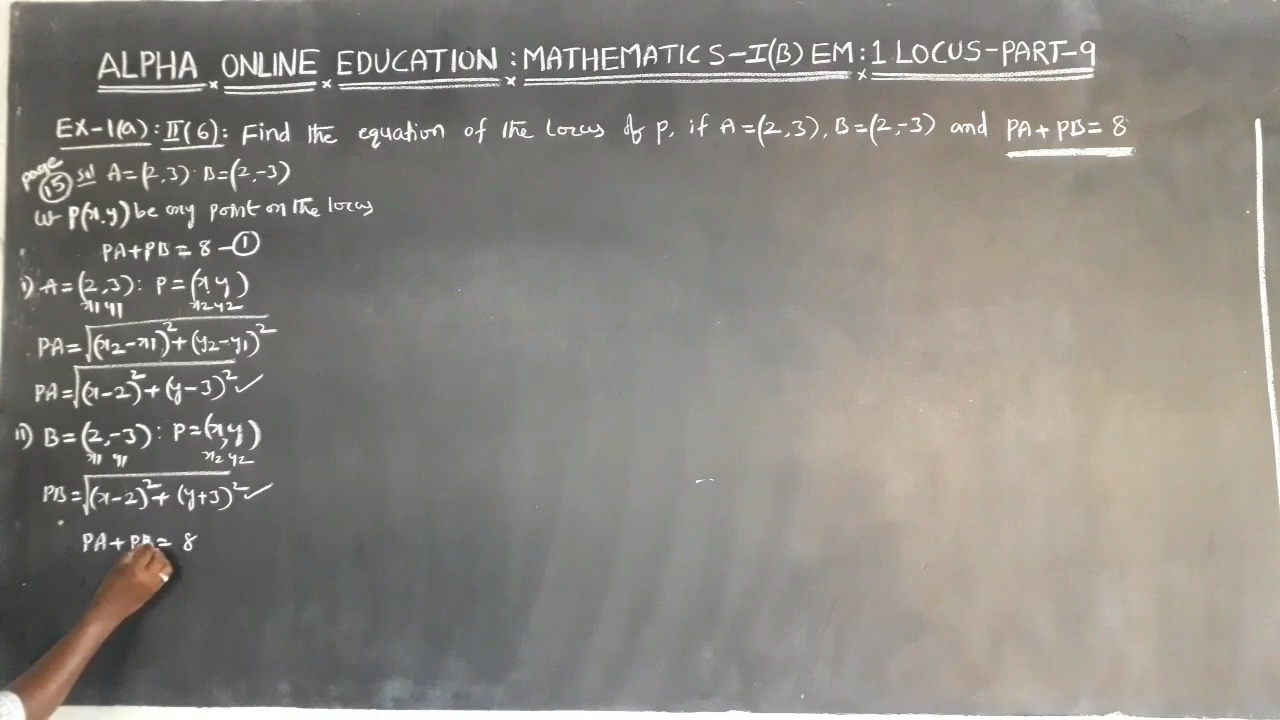 ALPHA ONLINE EDUCATION : MATHEMATICS-I(B) EM : 1 LOCUS-PART-9
EX-1(a) : II(6) : Find the equation of the Locus of P, if A=(2,3), B=(2,-3) and PA+PB=8
page 15 sol A=(2,3) B=(2,-3)
let P(x,y) be any point on the locus
PA+PB=8-①
i) A=(2,3): P=(x,y)
x1 y1 x2 y2
PA=√(x2-x1)²+(y2-y1)²
PA=√(x-2)²+(y-3)² ✓
ii) B=(2,-3): P=(x,y)
x1 y1 x2 y2
PB=√(x-2)²+(y+3)² ✓
PA+PB=8